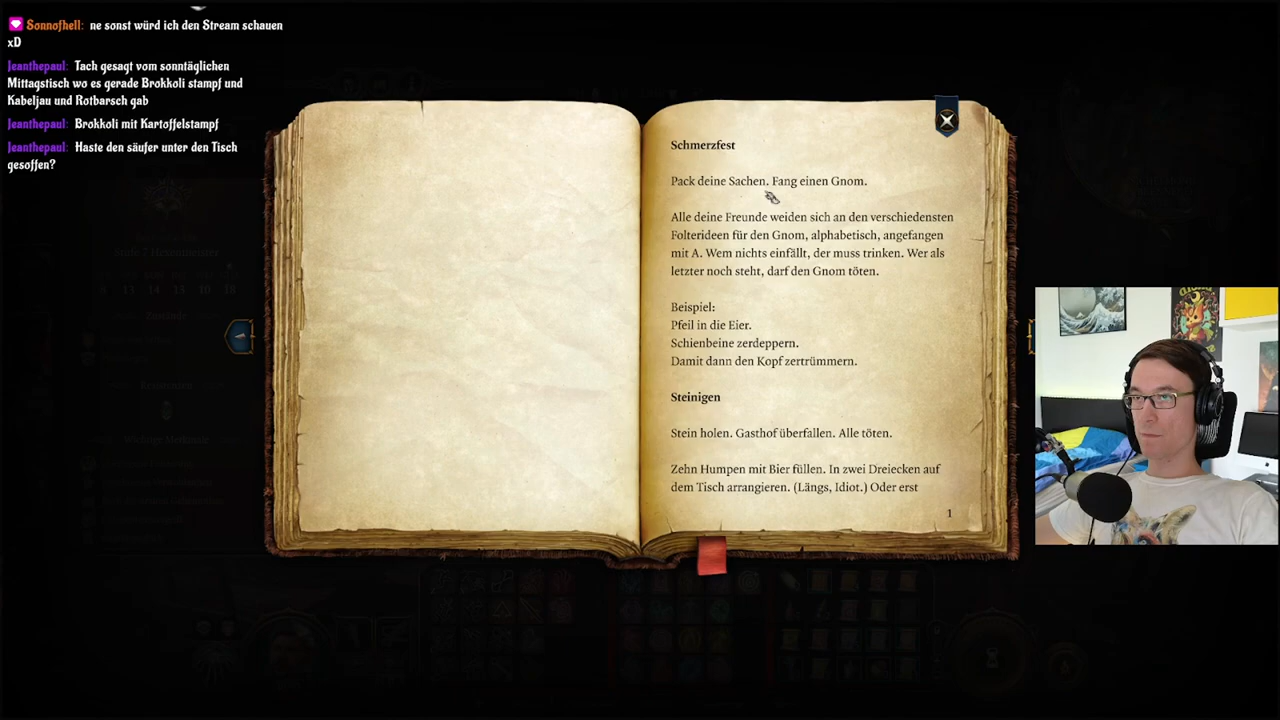 Sonnofhell: ne sonst würd ich den Stream schauen
xD
Jeanthepaul: Tach gesagt vom sonntäglichen
Mittagstisch wo es gerade Brokkoli stampf und
Kabeljau und Rotbarsch gab
Jeanthepaul: Brokkoli mit Kartoffelstampf
Jeanthepaul: Haste den säufer unter den Tisch
gesoffen?
Schmerzfest
Pack deine Sachen. Fang einen Gnom.
Alle deine Freunde weiden sich an den verschiedensten
Folterideen für den Gnom, alphabetisch, angefangen
mit A. Wem nichts einfällt, der muss trinken. Wer als
letzter noch steht, darf den Gnom töten.
Beispiel:
Pfeil in die Eier.
Schienbeine zerdeppern.
Damit dann den Kopf zertrümmern.
Steinigen
Stein holen. Gasthof überfallen. Alle töten.
Zehn Humpen mit Bier füllen. In zwei Dreiecken auf
dem Tisch arrangieren. (Längs, Idiot.) Oder erst
1
Stufe 7 Hexenmeister